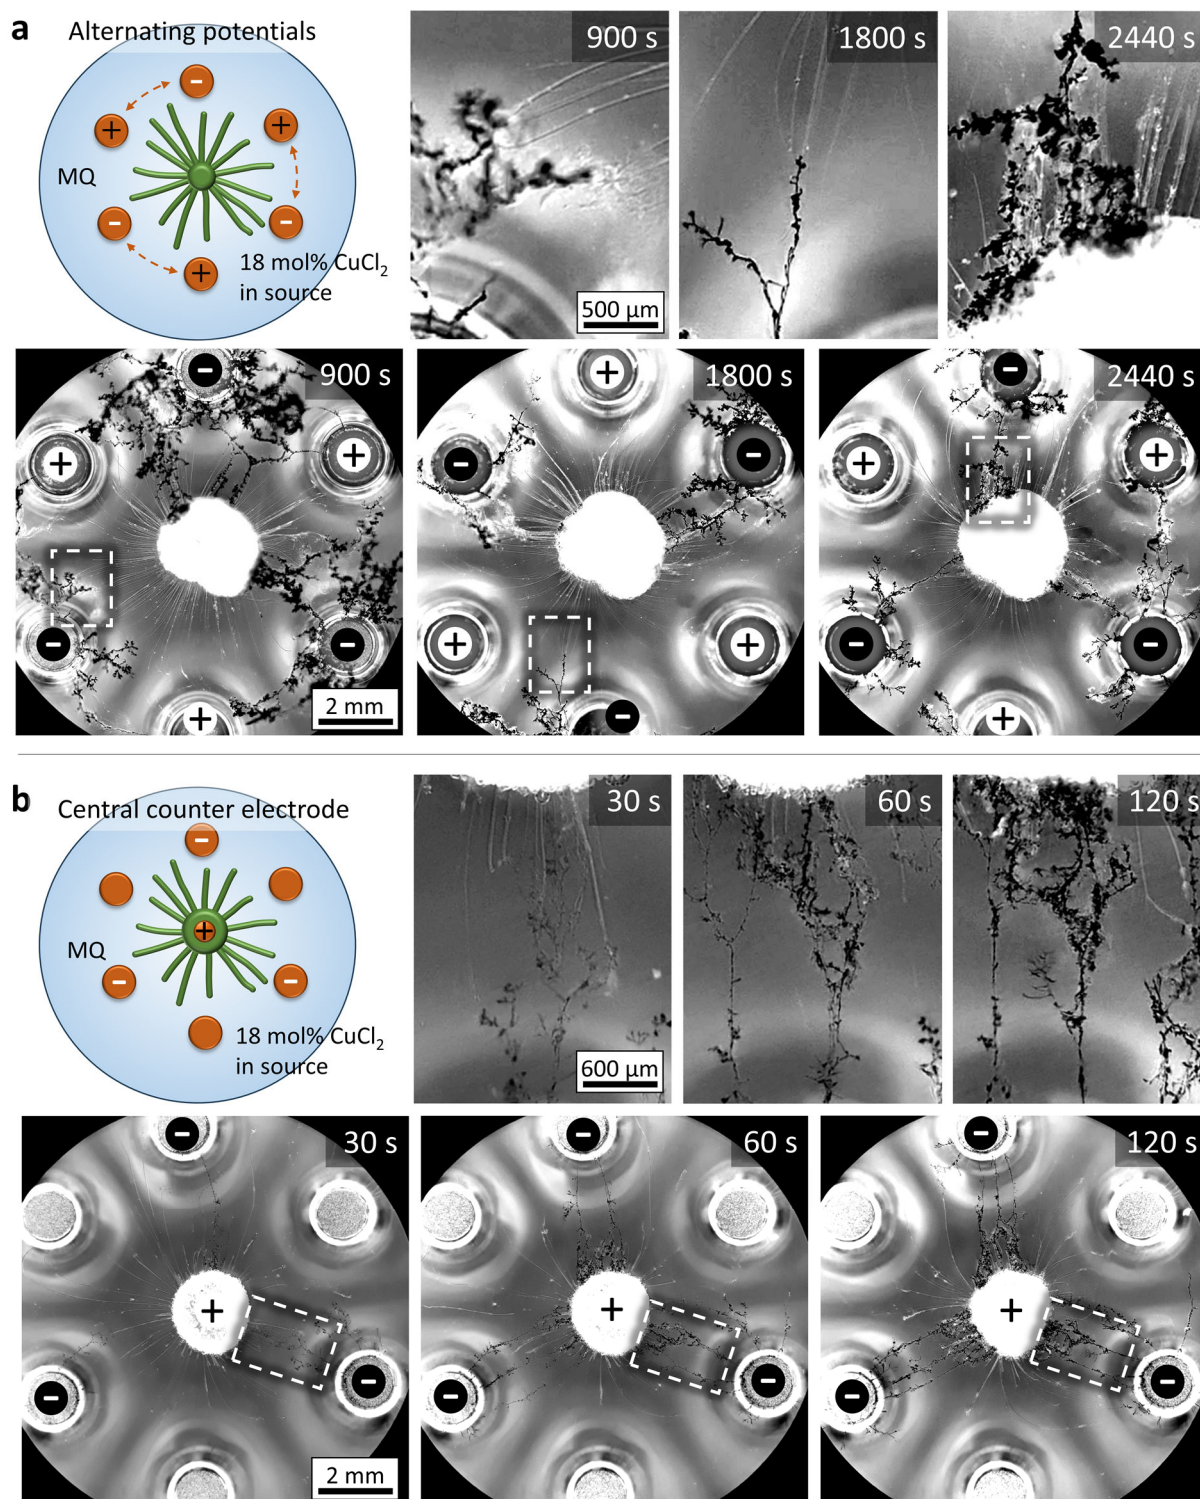 a
Alternating potentials
−
+
+
MQ
−
−
+
18 mol% CuCl₂
in source
900 s
500 µm
1800 s
2440 s
900 s
−
+
+
−
−
+
2 mm
1800 s
+
−
−
+
+
−
2440 s
−
+
+
−
−
+
b
Central counter electrode
−
+
MQ
−
−
18 mol% CuCl₂
in source
30 s
600 µm
60 s
120 s
30 s
−
+
−
−
2 mm
60 s
−
+
−
−
120 s
−
+
−
−